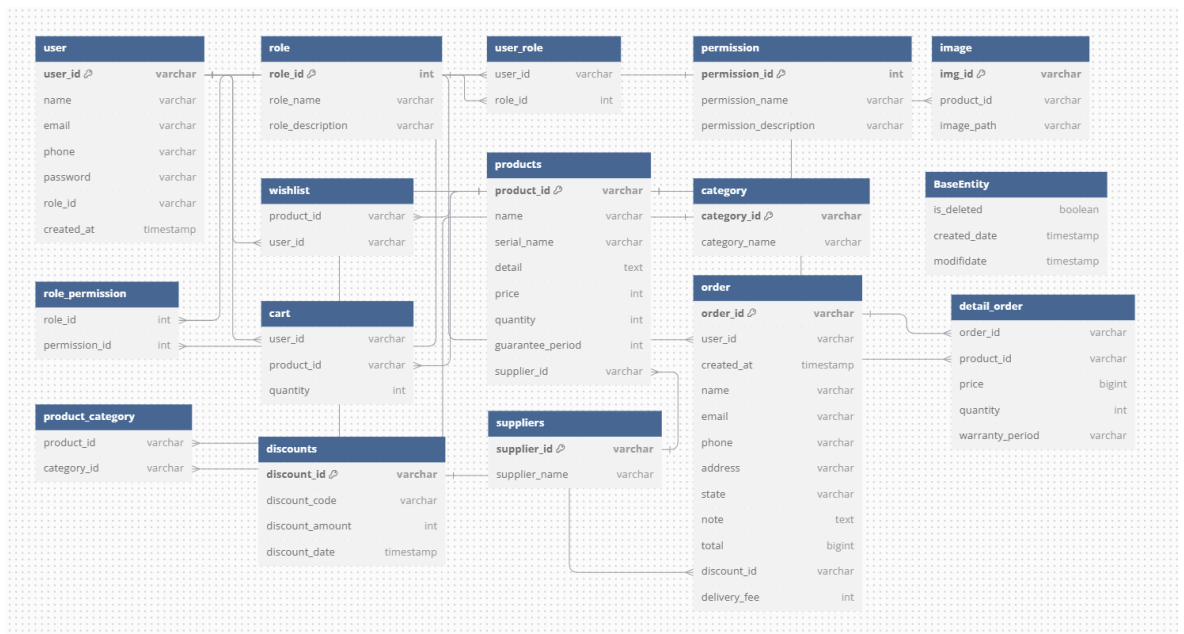 user
user_id varchar
name varchar
email varchar
phone varchar
password varchar
role_id varchar
created_at timestamp
role
role_id int
role_name varchar
role_description varchar
user_role
user_id varchar
role_id int
permission
permission_id int
permission_name varchar
permission_description varchar
image
img_id varchar
product_id varchar
image_path varchar
wishlist
product_id varchar
user_id varchar
products
product_id varchar
name varchar
serial_name varchar
detail text
price int
quantity int
guarantee_period int
supplier_id varchar
category
category_id varchar
category_name varchar
BaseEntity
is_deleted boolean
created_date timestamp
modifidate timestamp
role_permission
role_id int
permission_id int
cart
user_id varchar
product_id varchar
quantity int
order
order_id varchar
user_id varchar
created_at timestamp
name varchar
email varchar
phone varchar
address varchar
state varchar
note text
total bigint
discount_id varchar
delivery_fee int
detail_order
order_id varchar
product_id varchar
price bigint
quantity int
warranty_period varchar
product_category
product_id varchar
category_id varchar
discounts
discount_id varchar
discount_code varchar
discount_amount int
discount_date timestamp
suppliers
supplier_id varchar
supplier_name varchar